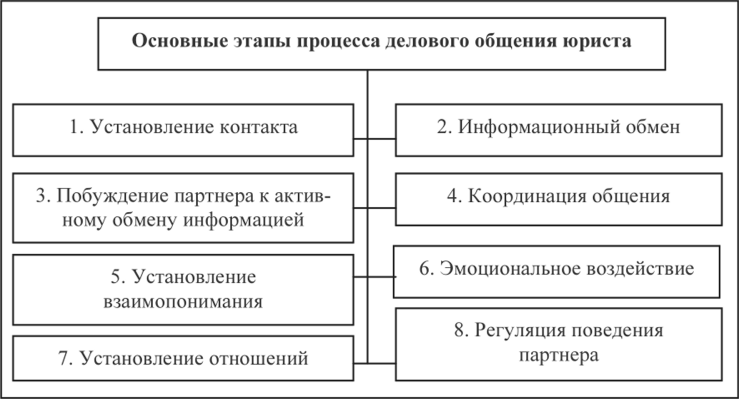 Основные этапы процесса делового общения юриста
1. Установление контакта
2. Информационный обмен
3. Побуждение партнера к актив-
ному обмену информацией
4. Координация общения
5. Установление
взаимопонимания
6. Эмоциональное воздействие
7. Установление отношений
8. Регуляция поведения
партнера